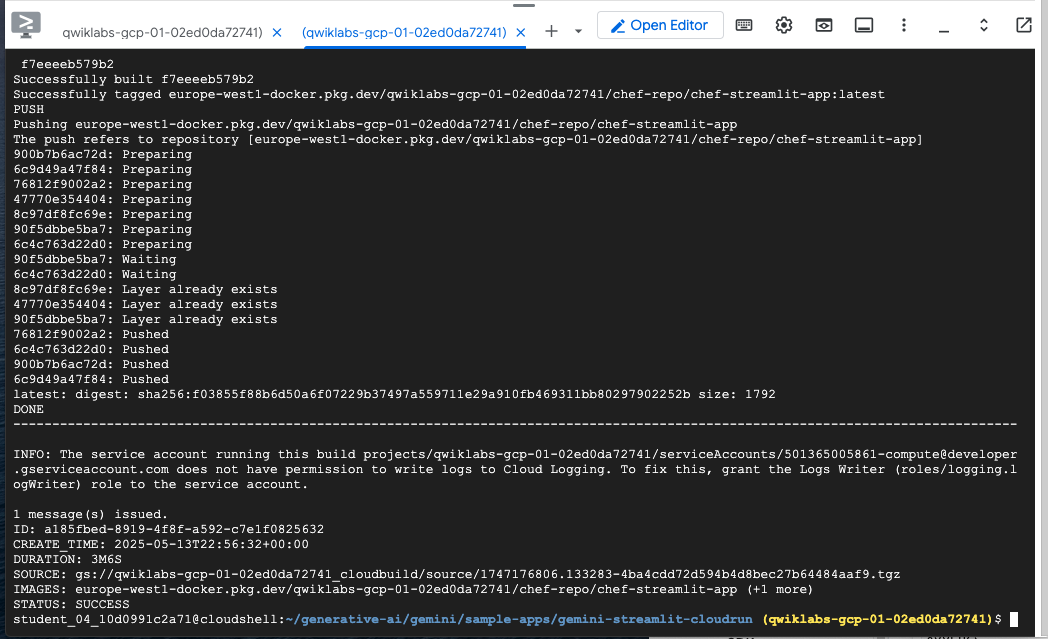 qwiklabs-gcp-01-02ed0da72741) × (qwiklabs-gcp-01-02ed0da72741) × + Open Editor
f7eeeeb579b2
Successfully built f7eeeeb579b2
Successfully tagged europe-west1-docker.pkg.dev/qwiklabs-gcp-01-02ed0da72741/chef-repo/chef-streamlit-app:latest
PUSH
Pushing europe-west1-docker.pkg.dev/qwiklabs-gcp-01-02ed0da72741/chef-repo/chef-streamlit-app
The push refers to repository [europe-west1-docker.pkg.dev/qwiklabs-gcp-01-02ed0da72741/chef-repo/chef-streamlit-app]
900b7b6ac72d: Preparing
6c9d49a47f84: Preparing
76812f9002a2: Preparing
47770e354404: Preparing
8c97df8fc69e: Preparing
90f5dbbe5ba7: Preparing
6c4c763d22d0: Preparing
90f5dbbe5ba7: Waiting
6c4c763d22d0: Waiting
8c97df8fc69e: Layer already exists
47770e354404: Layer already exists
90f5dbbe5ba7: Layer already exists
76812f9002a2: Pushed
6c4c763d22d0: Pushed
900b7b6ac72d: Pushed
6c9d49a47f84: Pushed
latest: digest: sha256:f03855f88b6d50a6f07229b37497a559711e29a910fb469311bb80297902252b size: 1792
DONE
---------------------------------------------------------------------------------------------------------------------------------
INFO: The service account running this build projects/qwiklabs-gcp-01-02ed0da72741/serviceAccounts/501365005861-compute@developer
.gserviceaccount.com does not have permission to write logs to Cloud Logging. To fix this, grant the Logs Writer (roles/logging.l
ogWriter) role to the service account.
1 message(s) issued.
ID: a185fbed-8919-4f8f-a592-c7e1f0825632
CREATE_TIME: 2025-05-13T22:56:32+00:00
DURATION: 3M6S
SOURCE: gs://qwiklabs-gcp-01-02ed0da72741_cloudbuild/source/1747176806.133283-4ba4cdd72d594b4d8bec27b64484aaf9.tgz
IMAGES: europe-west1-docker.pkg.dev/qwiklabs-gcp-01-02ed0da72741/chef-repo/chef-streamlit-app (+1 more)
STATUS: SUCCESS
student_04_10d0991c2a71@cloudshell:~/generative-ai/gemini/sample-apps/gemini-streamlit-cloudrun (qwiklabs-gcp-01-02ed0da72741)$